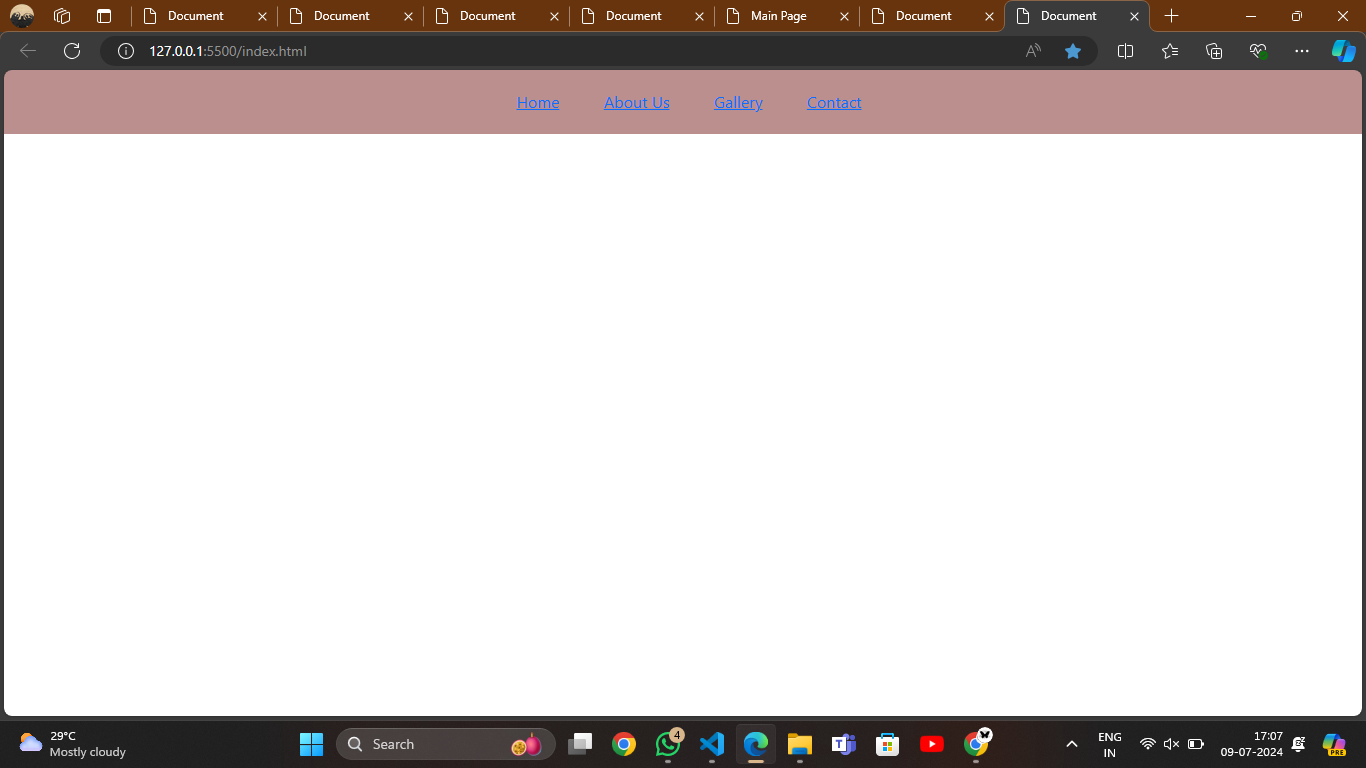 Document Document Document Document Main Page Document Document
127.0.0.1:5500/index.html
Home About Us Gallery Contact
29°C
Mostly cloudy
Search
4
ENG
IN
17:07
09-07-2024
PRE